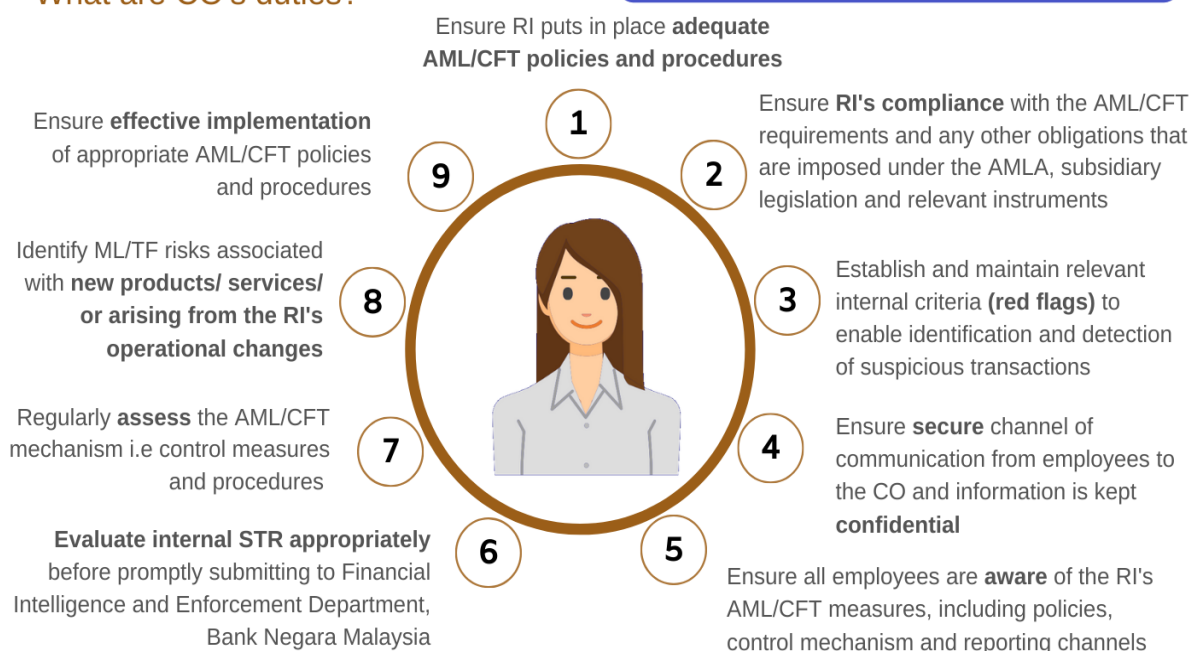 What are CO's duties?
Ensure RI puts in place adequate
AML/CFT policies and procedures
1
Ensure RI's compliance with the AML/CFT
requirements and any other obligations that
are imposed under the AMLA, subsidiary
legislation and relevant instruments
2
Establish and maintain relevant
internal criteria (red flags) to
enable identification and detection
of suspicious transactions
3
Ensure secure channel of
communication from employees to
the CO and information is kept
confidential
4
Ensure all employees are aware of the RI's
AML/CFT measures, including policies,
control mechanism and reporting channels
5
Evaluate internal STR appropriately
before promptly submitting to Financial
Intelligence and Enforcement Department,
Bank Negara Malaysia
6
Regularly assess the AML/CFT
mechanism i.e control measures
and procedures
7
Identify ML/TF risks associated
with new products/ services/
or arising from the RI's
operational changes
8
Ensure effective implementation
of appropriate AML/CFT policies
and procedures
9